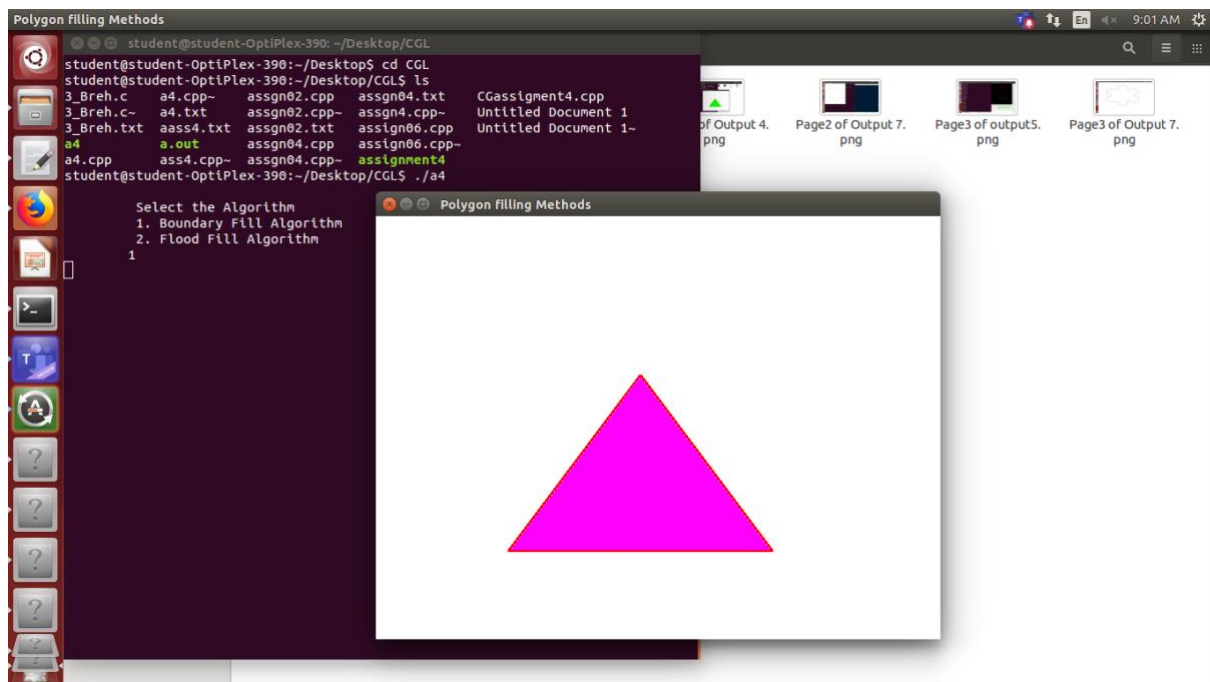 Polygon filling Methods
En
9:01 AM
student@student-OptiPlex-390: ~/Desktop/CGL
student@student-OptiPlex-390:~/Desktop$ cd CGL
student@student-OptiPlex-390:~/Desktop/CGL$ ls
3_Breh.c a4.cpp~ assgn02.cpp assgn04.txt CGassigment4.cpp
3_Breh.c~ a4.txt assgn02.cpp~ assgn4.cpp~ Untitled Document 1
3_Breh.txt aass4.txt assgn02.txt assign06.cpp Untitled Document 1~
a4 a.out assgn04.cpp assign06.cpp~
a4.cpp ass4.cpp~ assgn04.cpp~ assignment4
student@student-OptiPlex-390:~/Desktop/CGL$ ./a4
Select the Algorithm
1. Boundary Fill Algorithm
2. Flood Fill Algorithm
1
of Output 4.
png
Page2 of Output 7.
png
Page3 of output5.
png
Page3 of Output 7.
png
Polygon filling Methods